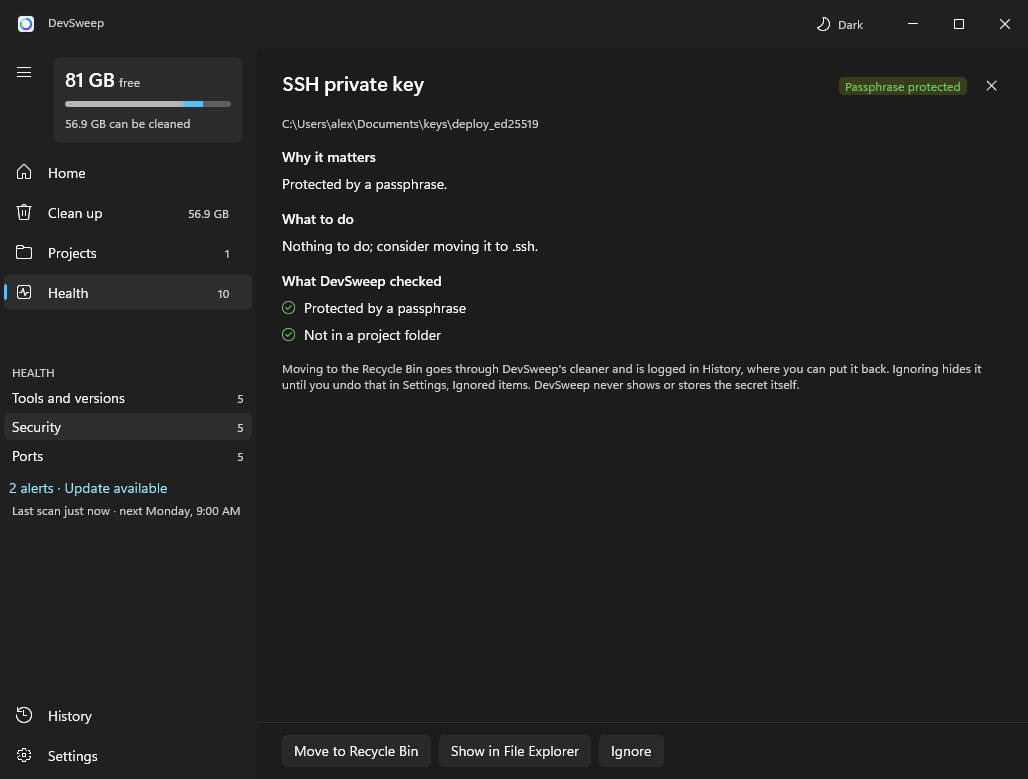 DevSweep
Dark
81 GB free
56.9 GB can be cleaned
Home
Clean up 56.9 GB
Projects 1
Health 10
HEALTH
Tools and versions 5
Security 5
Ports 5
2 alerts · Update available
Last scan just now · next Monday, 9:00 AM
History
Settings
SSH private key
Passphrase protected
C:\Users\alex\Documents\keys\deploy_ed25519
Why it matters
Protected by a passphrase.
What to do
Nothing to do; consider moving it to .ssh.
What DevSweep checked
Protected by a passphrase
Not in a project folder
Moving to the Recycle Bin goes through DevSweep's cleaner and is logged in History, where you can put it back. Ignoring hides it
until you undo that in Settings, Ignored items. DevSweep never shows or stores the secret itself.
Move to Recycle Bin
Show in File Explorer
Ignore